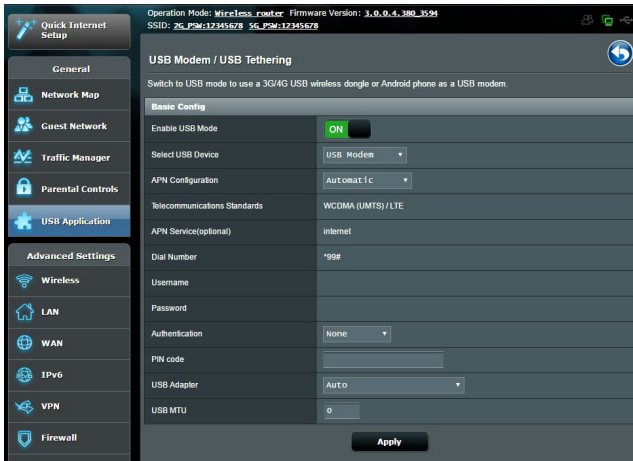 Operation Mode: Wireless router Firmware Version: 3.0.0.4.380_3594
SSID: 2G_PSW:12345678 5G_PSW:12345678
Quick Internet
Setup
General
Network Map
Guest Network
Traffic Manager
Parental Controls
USB Application
Advanced Settings
Wireless
LAN
WAN
IPv6
VPN
Firewall
USB Modem / USB Tethering
Switch to USB mode to use a 3G/4G USB wireless dongle or Android phone as a USB modem.
Basic Config
Enable USB Mode ON
Select USB Device USB Modem
APN Configuration Automatic
Telecommunications Standards WCDMA (UMTS) / LTE
APN Service(optional) internet
Dial Number *99#
Username
Password
Authentication None
PIN code
USB Adapter Auto
USB MTU 0
Apply